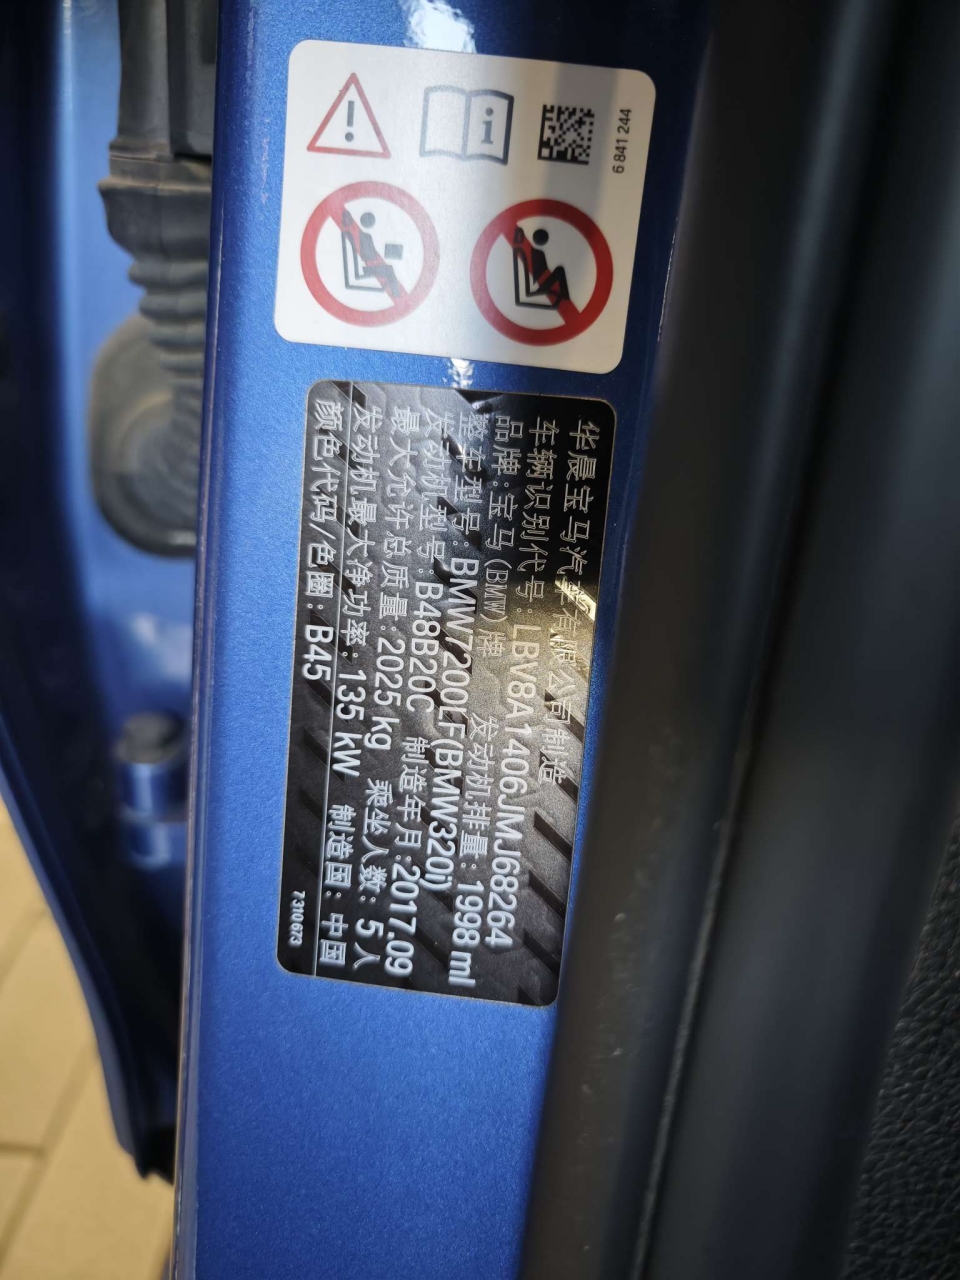 6 841 244
华晨宝马汽车有限公司制造
车辆识别代号: LBV8A1406JMJ68264
品牌: 宝马(BMW)牌 发动机排量: 1998 ml
整车型号: BMW7200LF(BMW320li)
发动机型号: B48B20C 制造年月: 2017.09
最大允许总质量: 2025 kg 乘坐人数: 5人
发动机最大净功率: 135 kW 制造国: 中国
颜色代码/色圈: B45
7 310 673